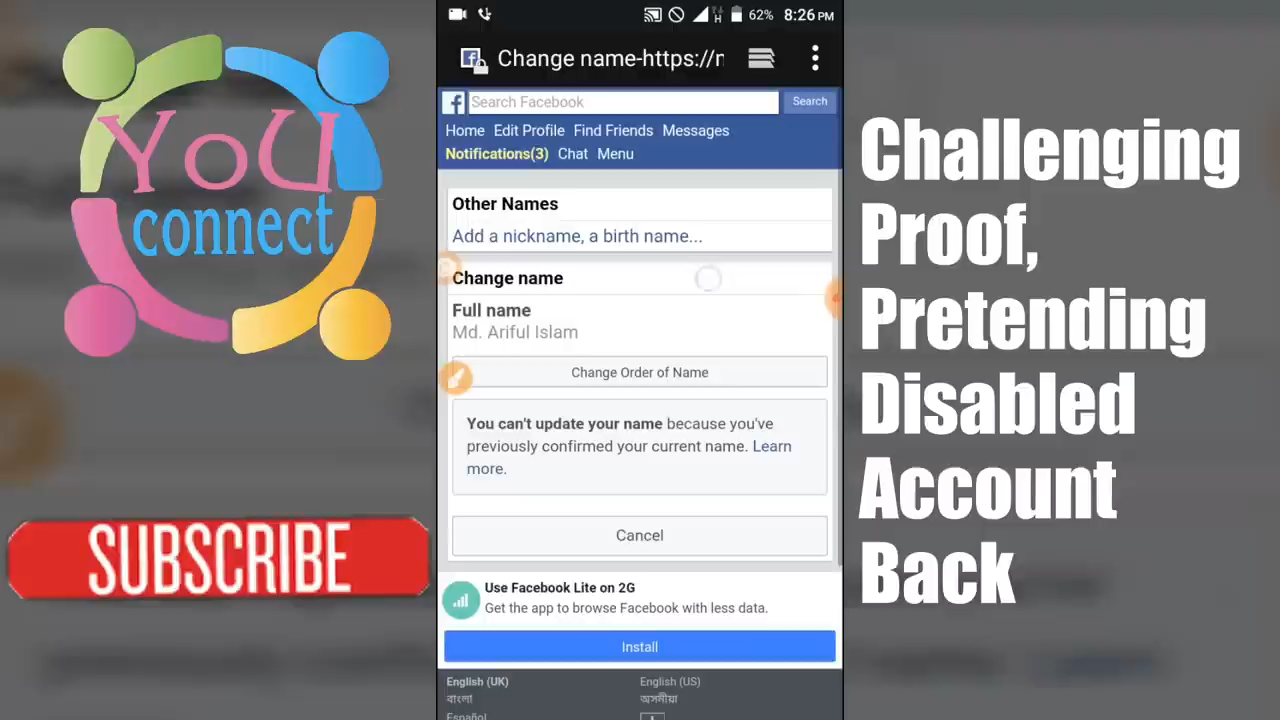 YoU
connect
SUBSCRIBE
62% 8:26 PM
H
Change name-https://n
Search Facebook
Search
Home Edit Profile Find Friends Messages
Notifications(3) Chat Menu
Other Names
Add a nickname, a birth name...
Change name
Full name
Md. Ariful Islam
Change Order of Name
You can't update your name because you've
previously confirmed your current name. Learn
more.
Cancel
Use Facebook Lite on 2G
Get the app to browse Facebook with less data.
Install
English (UK) English (US)
বাংলা অসমীয়া
Español
Challenging
Proof,
Pretending
Disabled
Account
Back